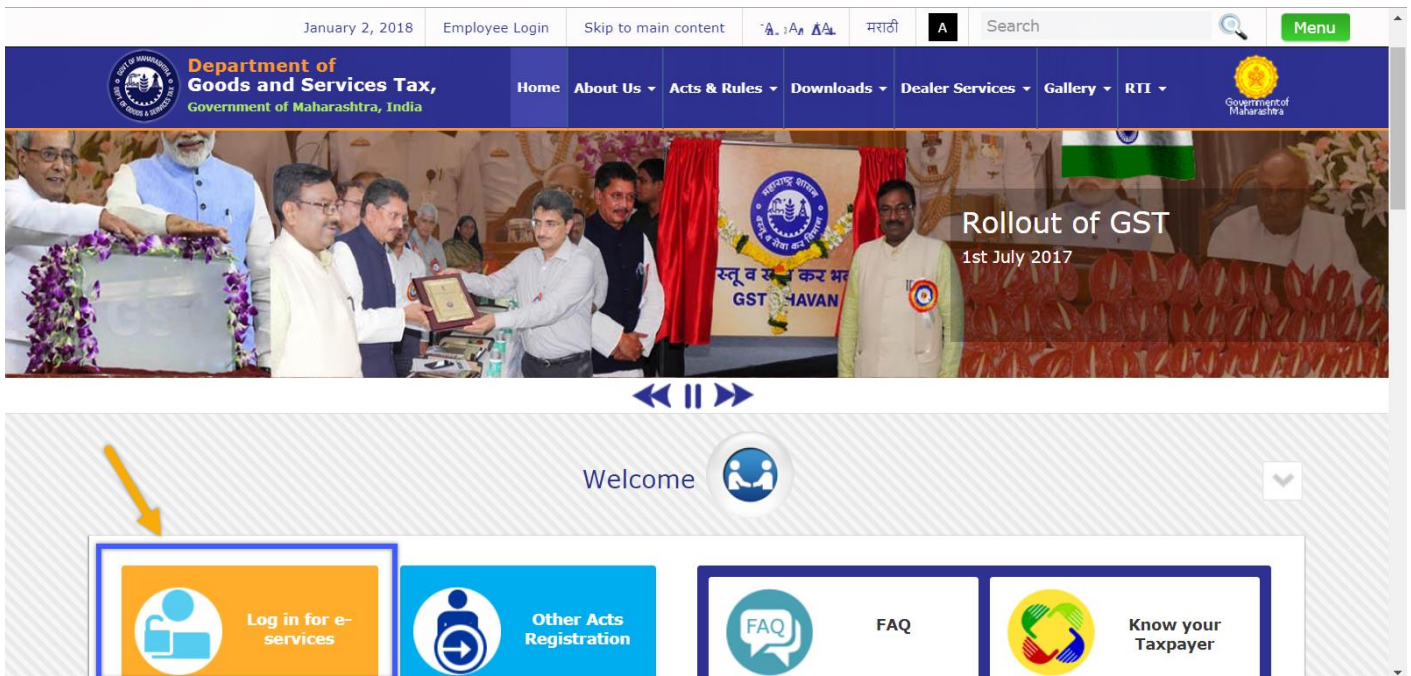 January 2, 2018 Employee Login Skip to main content -A A +A मराठी A Search Menu
Department of
Goods and Services Tax,
Government of Maharashtra, India
Home About Us Acts & Rules Downloads Dealer Services Gallery RTI
Government of
Maharashtra
महाराष्ट्र शासन
GST
Rollout of GST
1st July 2017
Welcome
Log in for e-
services
Other Acts
Registration
FAQ
FAQ
Know your
Taxpayer